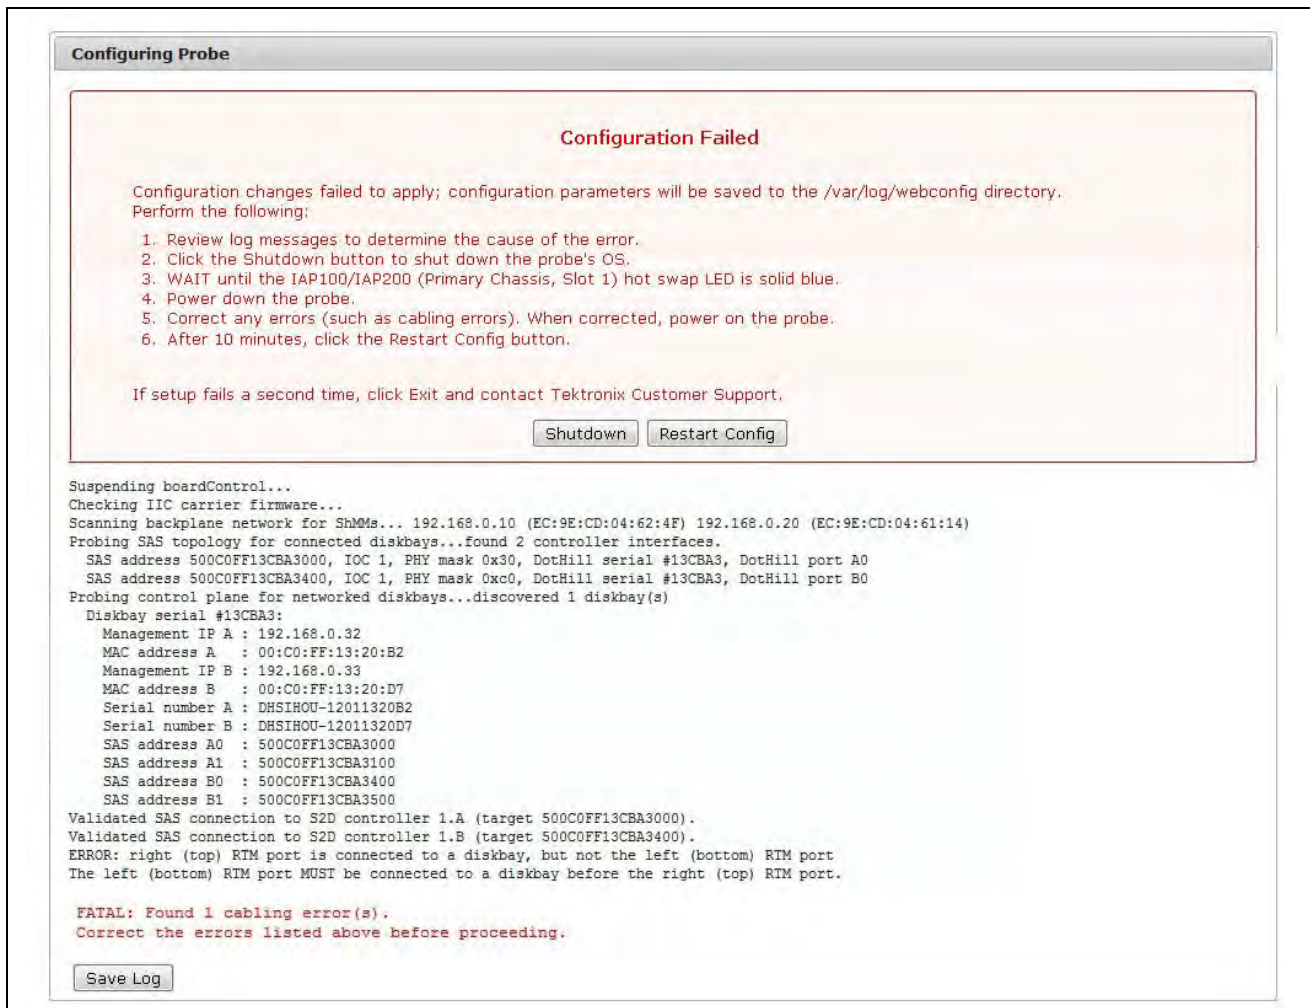 Configuring Probe
Configuration Failed
Configuration changes failed to apply; configuration parameters will be saved to the /var/log/webconfig directory.
Perform the following:
1. Review log messages to determine the cause of the error.
2. Click the Shutdown button to shut down the probe's OS.
3. WAIT until the IAP100/IAP200 (Primary Chassis, Slot 1) hot swap LED is solid blue.
4. Power down the probe.
5. Correct any errors (such as cabling errors). When corrected, power on the probe.
6. After 10 minutes, click the Restart Config button.
If setup fails a second time, click Exit and contact Tektronix Customer Support.
Shutdown Restart Config
Suspending boardControl...
Checking IIC carrier firmware...
Scanning backplane network for ShMMs... 192.168.0.10 (EC:9E:CD:04:62:4F) 192.168.0.20 (EC:9E:CD:04:61:14)
Probing SAS topology for connected diskbays...found 2 controller interfaces.
SAS address 500C0FF13CBA3000, IOC 1, PHY mask 0x30, DotHill serial #13CBA3, DotHill port A0
SAS address 500C0FF13CBA3400, IOC 1, PHY mask 0xc0, DotHill serial #13CBA3, DotHill port B0
Probing control plane for networked diskbays...discovered 1 diskbay(s)
Diskbay serial #13CBA3:
Management IP A : 192.168.0.32
MAC address A : 00:C0:FF:13:20:B2
Management IP B : 192.168.0.33
MAC address B : 00:C0:FF:13:20:D7
Serial number A : DHSIHOU-12011320B2
Serial number B : DHSIHOU-12011320D7
SAS address A0 : 500C0FF13CBA3000
SAS address A1 : 500C0FF13CBA3100
SAS address B0 : 500C0FF13CBA3400
SAS address B1 : 500C0FF13CBA3500
Validated SAS connection to S2D controller 1.A (target 500C0FF13CBA3000).
Validated SAS connection to S2D controller 1.B (target 500C0FF13CBA3400).
ERROR: right (top) RTM port is connected to a diskbay, but not the left (bottom) RTM port
The left (bottom) RTM port MUST be connected to a diskbay before the right (top) RTM port.
FATAL: Found 1 cabling error(s).
Correct the errors listed above before proceeding.
Save Log